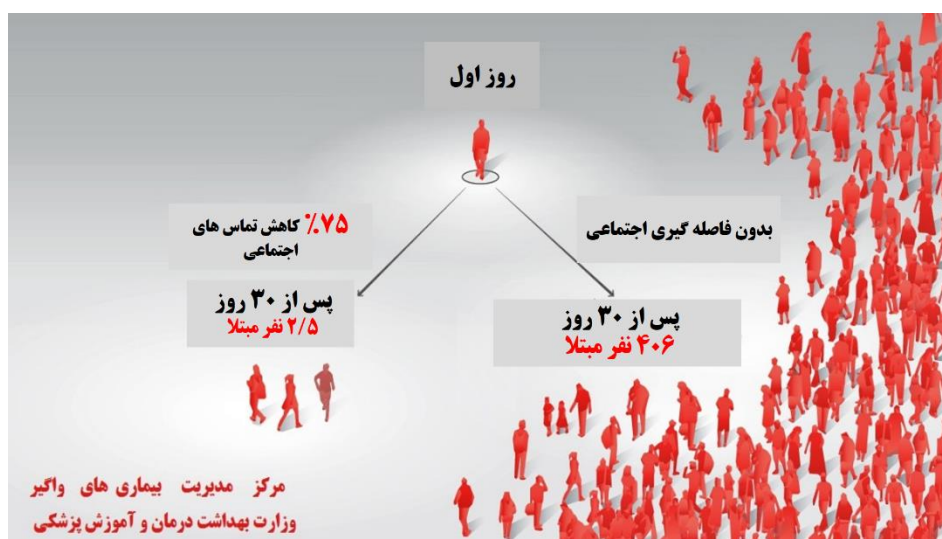 روز اول
بدون فاصله گیری اجتماعی
پس از ۳۰ روز
۴۰۶ نفر مبتلا
٪۷۵ کاهش تماس های
اجتماعی
پس از ۳۰ روز
۲/۵ نفر مبتلا
مرکز مدیریت بیماری های واگیر
وزارت بهداشت درمان و آموزش پزشکی